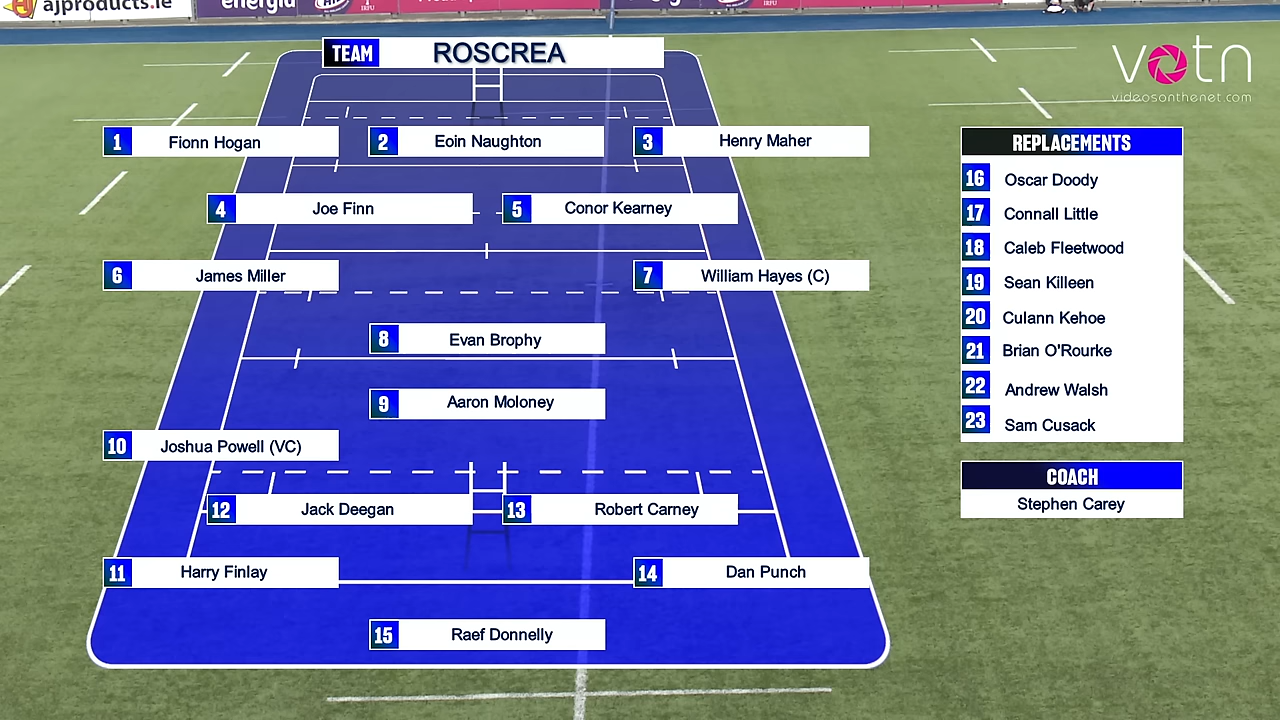 ajproducts.ie
energia
TEAM ROSCREA
votn
videosonthenet.com
1 Fionn Hogan
2 Eoin Naughton
3 Henry Maher
4 Joe Finn
5 Conor Kearney
6 James Miller
7 William Hayes (C)
8 Evan Brophy
9 Aaron Moloney
10 Joshua Powell (VC)
12 Jack Deegan
13 Robert Carney
11 Harry Finlay
14 Dan Punch
15 Raef Donnelly
REPLACEMENTS
16 Oscar Doody
17 Connall Little
18 Caleb Fleetwood
19 Sean Killeen
20 Culann Kehoe
21 Brian O'Rourke
22 Andrew Walsh
23 Sam Cusack
COACH
Stephen Carey